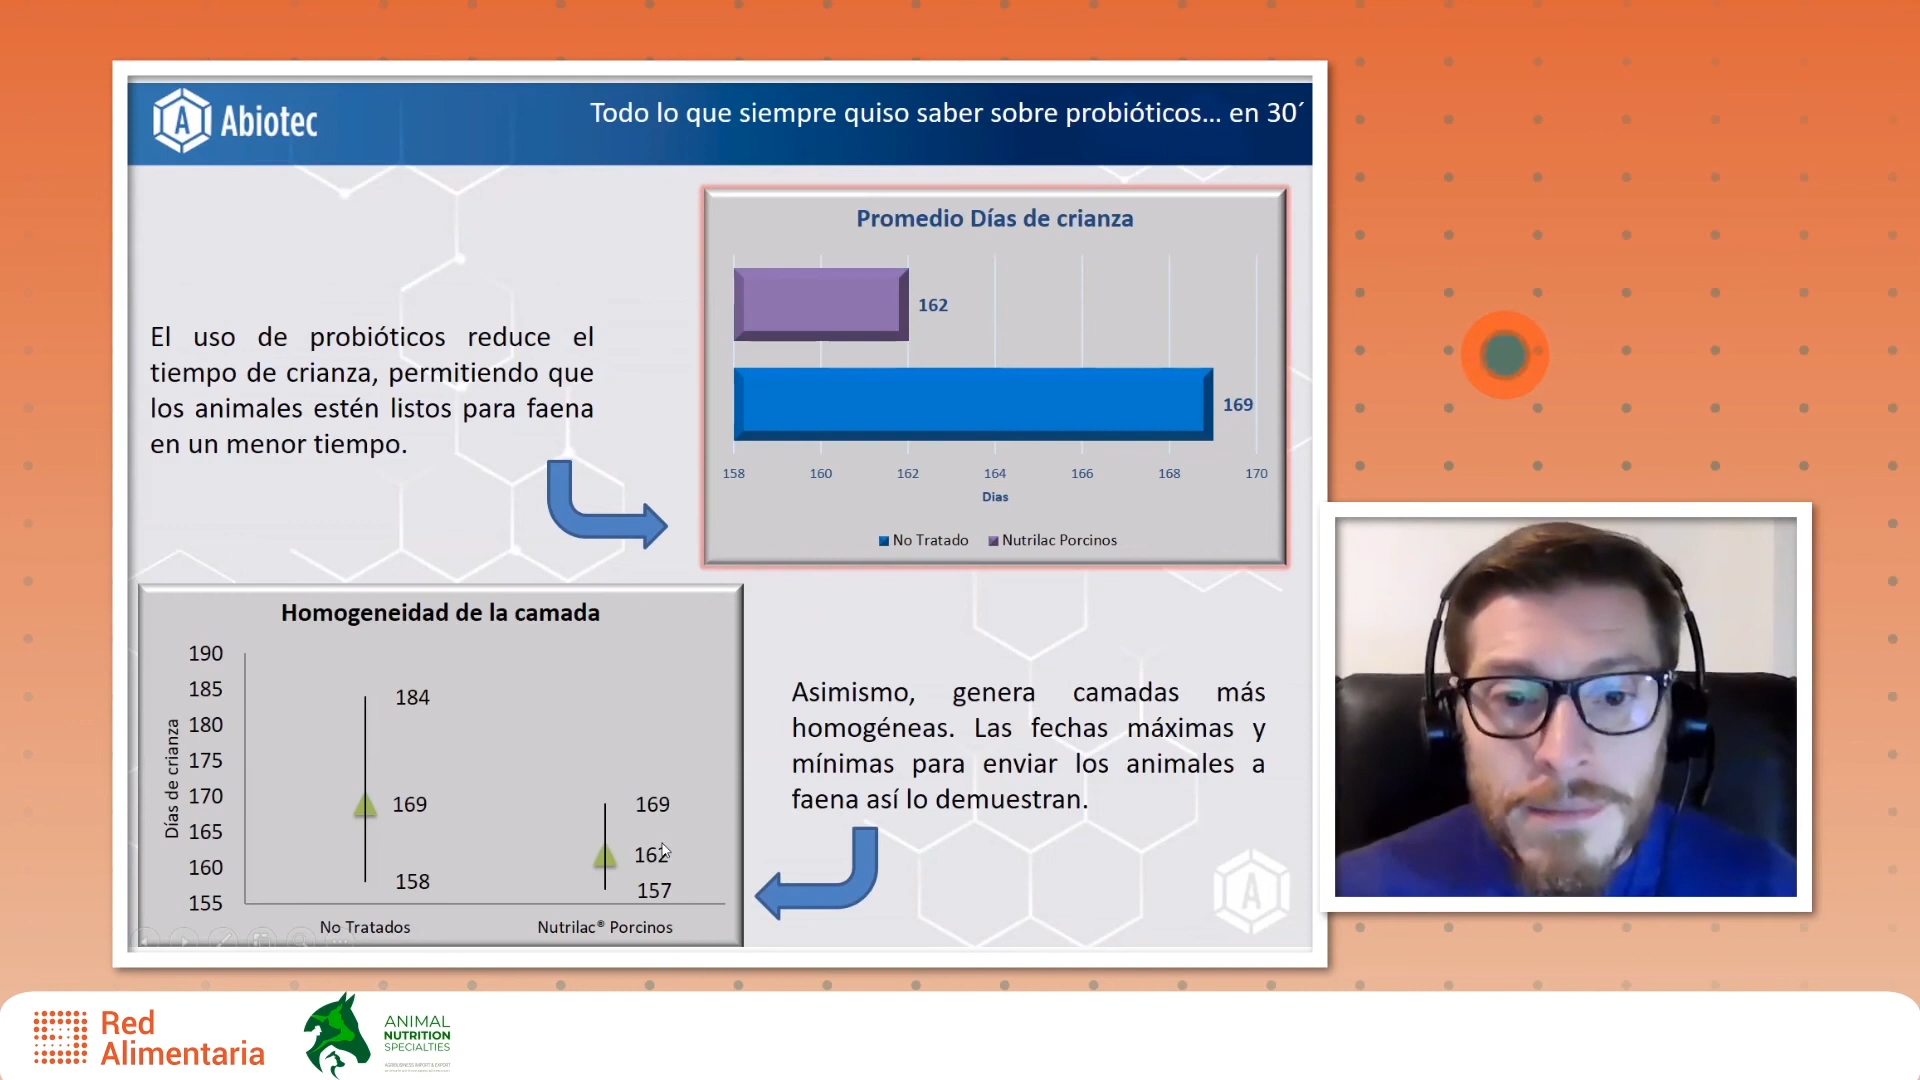 Abiotec
Todo lo que siempre quiso saber sobre probióticos... en 30´
El uso de probióticos reduce el
tiempo de crianza, permitiendo que
los animales estén listos para faena
en un menor tiempo.
Promedio Días de crianza
162
169
158 160 162 164 166 168 170
Dias
No Tratado Nutrilac Porcinos
Homogeneidad de la camada
Días de crianza
190
185
180
175
170
165
160
155
184
169
158
169
162
157
No Tratados Nutrilac® Porcinos
Asimismo, genera camadas más
homogéneas. Las fechas máximas y
mínimas para enviar los animales a
faena así lo demuestran.
A
Red
Alimentaria
ANIMAL
NUTRITION
SPECIALTIES